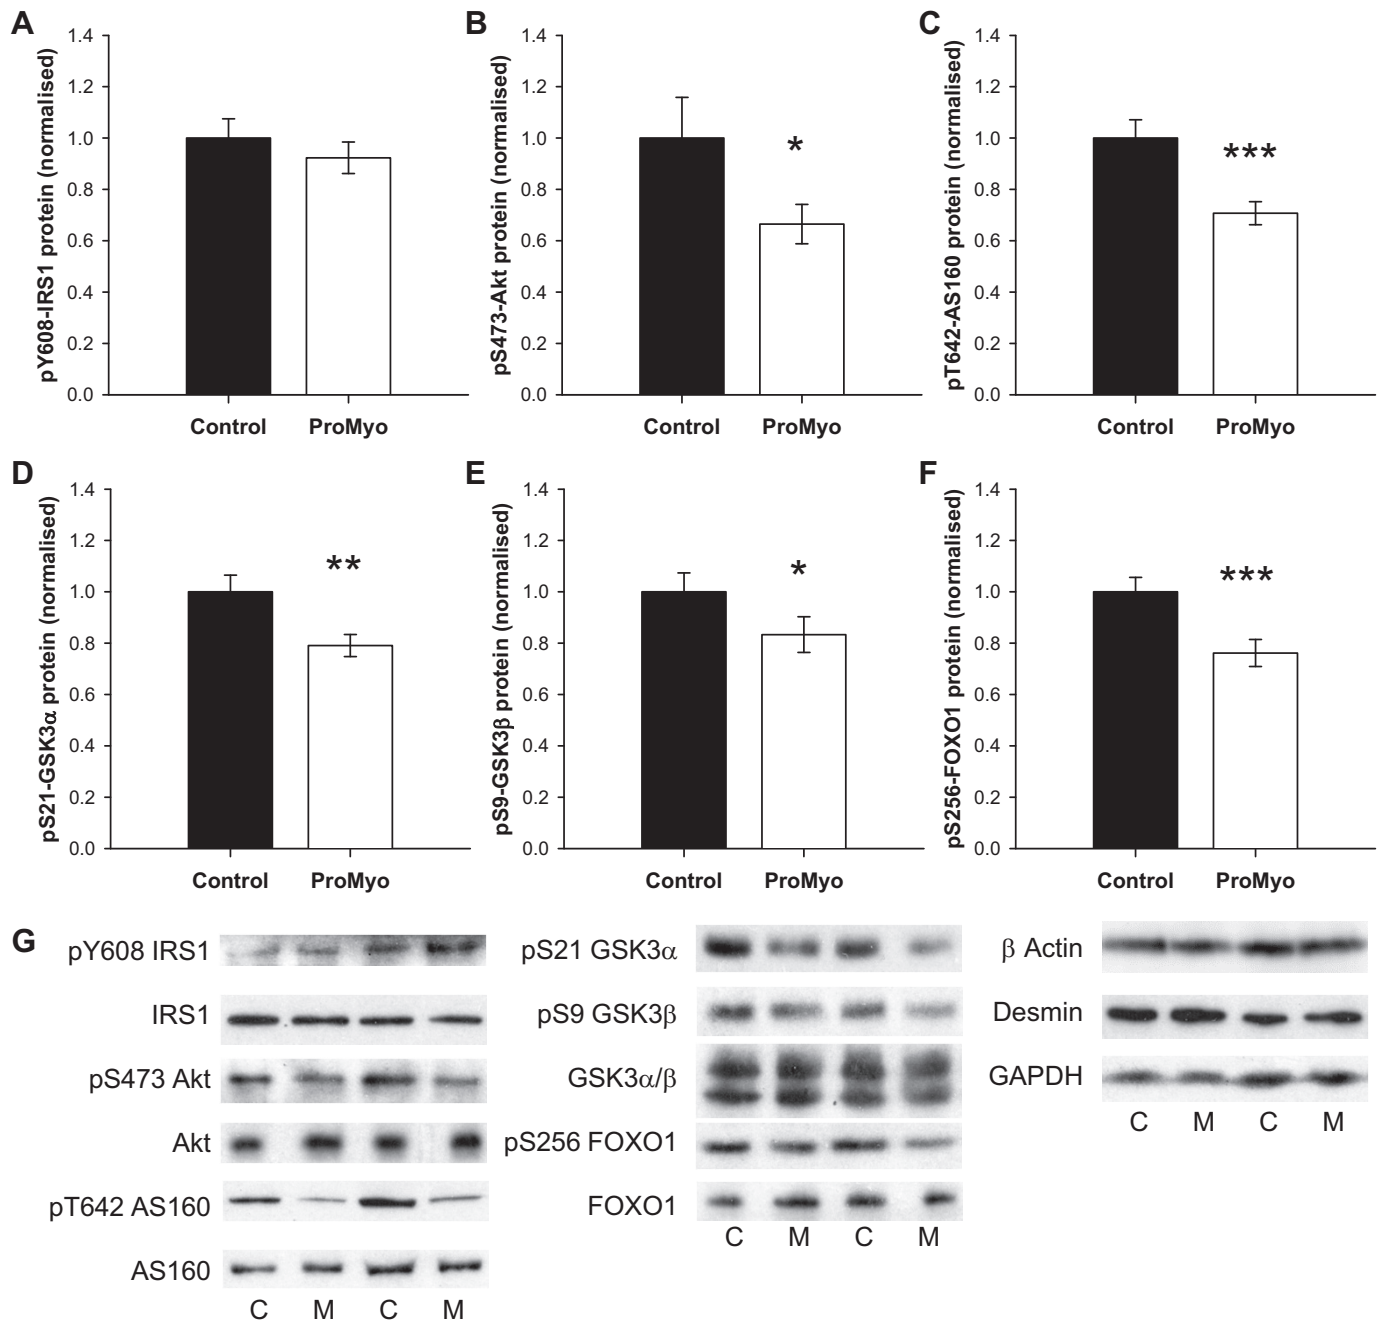 A
pY608-IRS1 protein (normalised)
1.4
1.2
1.0
0.8
0.6
0.4
0.2
0.0
Control ProMyo
B
pS473-Akt protein (normalised)
1.4
1.2
1.0
*
0.8
0.6
0.4
0.2
0.0
Control ProMyo
C
pT642-AS160 protein (normalised)
1.4
1.2
1.0
***
0.8
0.6
0.4
0.2
0.0
Control ProMyo
D
pS21-GSK3α protein (normalised)
1.4
1.2
**
1.0
0.8
0.6
0.4
0.2
0.0
Control ProMyo
E
pS9-GSK3β protein (normalised)
1.4
1.2
*
1.0
0.8
0.6
0.4
0.2
0.0
Control ProMyo
F
pS256-FOXO1 protein (normalised)
1.4
1.2
***
1.0
0.8
0.6
0.4
0.2
0.0
Control ProMyo
G
pY608 IRS1
IRS1
pS473 Akt
Akt
pT642 AS160
AS160
C M C M
pS21 GSK3α
pS9 GSK3β
GSK3α/β
pS256 FOXO1
FOXO1
C M C M
β Actin
Desmin
GAPDH
C M C M